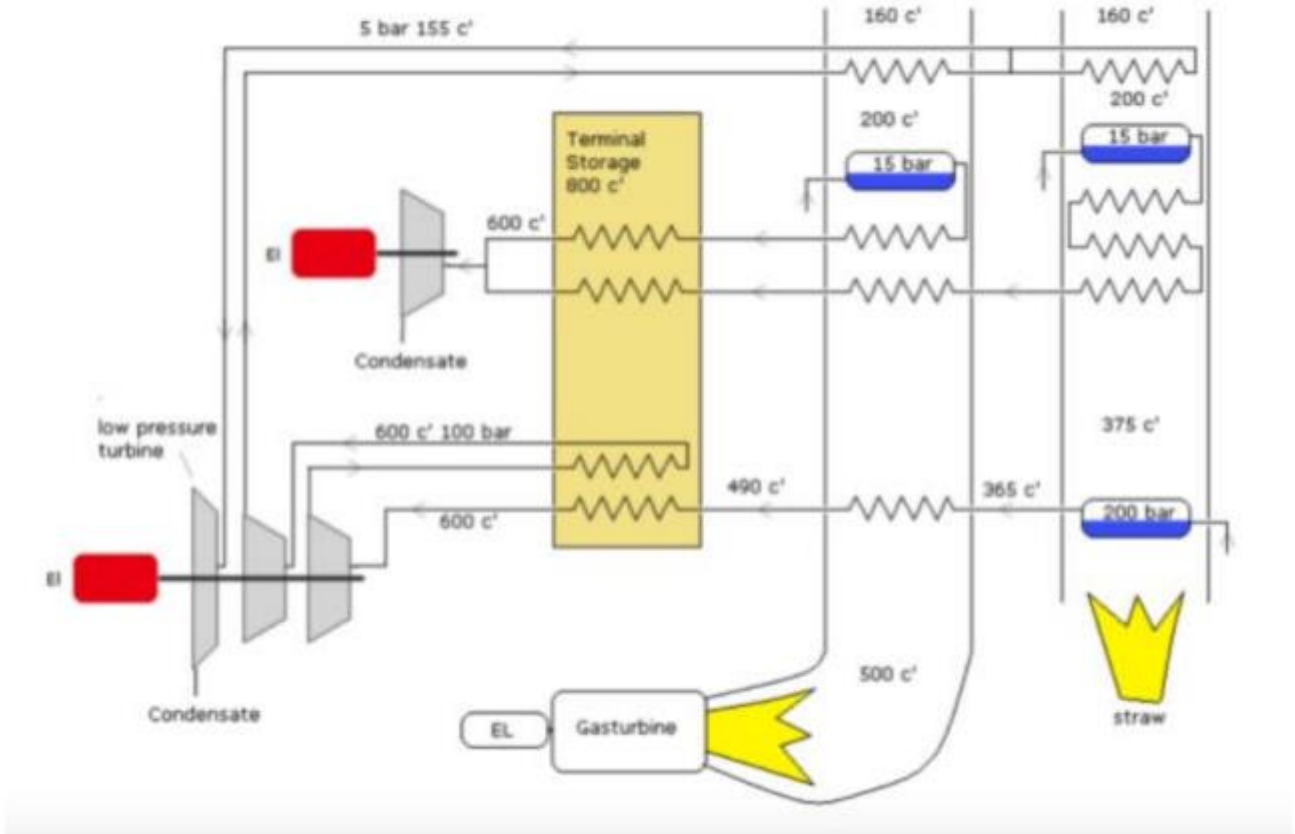 160 c'
160 c'
5 bar 155 c'
200 c'
200 c'
15 bar
15 bar
Terminal
Storage
800 c'
600 c'
El
Condensate
low pressure
turbine
600 c' 100 bar
375 c'
490 c'
365 c'
600 c'
200 bar
El
500 c'
Condensate
EL
Gasturbine
straw